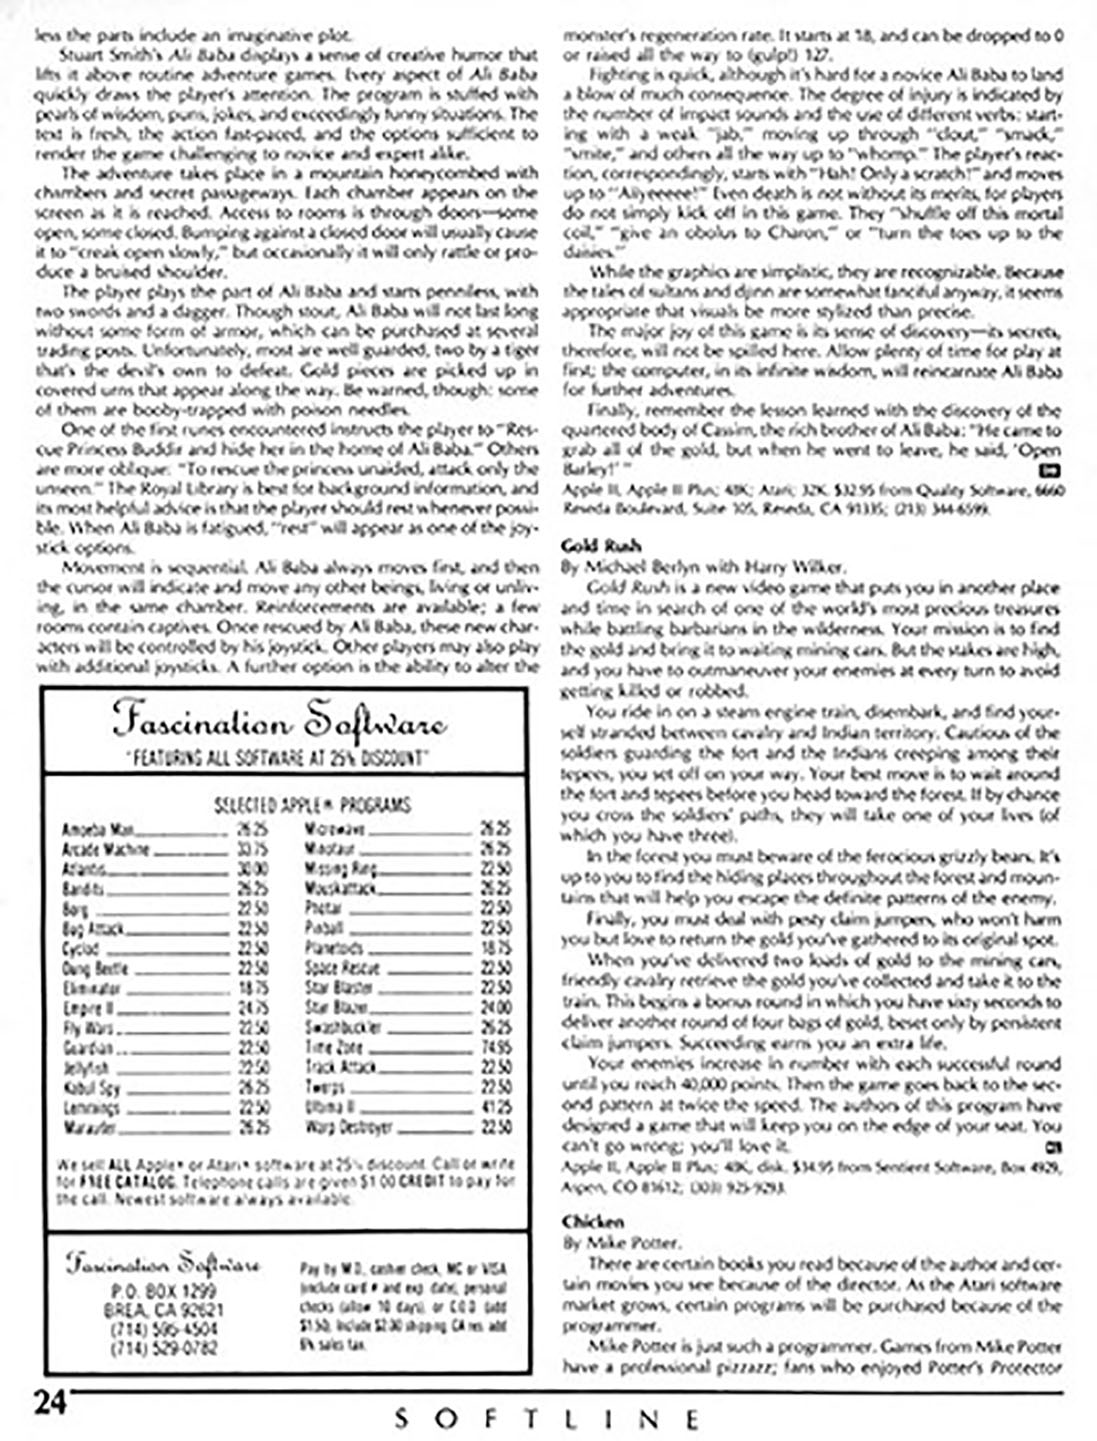 less the parts include an imaginative plot.
Stuart Smith's Ali Baba displays a sense of creative humor that
lifts it above routine adventure games. Every aspect of Ali Baba
quickly draws the player's attention. The program is stuffed with
pearls of wisdom, puns, jokes, and exceedingly funny situations. The
text is fresh, the action fast-paced, and the options sufficient to
render the game challenging to novice and expert alike.
The adventure takes place in a mountain honeycombed with
chambers and secret passageways. Each chamber appears on the
screen as it is reached. Access to rooms is through doors—some
open, some closed. Bumping against a closed door will usually cause
it to "creak open slowly," but occasionally it will only rattle or pro-
duce a bruised shoulder.
The player plays the part of Ali Baba and starts penniless, with
two swords and a dagger. Though stout, Ali Baba will not last long
without some form of armor, which can be purchased at several
trading posts. Unfortunately, most are well guarded, two by a tiger
that's the devil's own to defeat. Gold pieces are picked up in
covered urns that appear along the way. Be warned, though: some
of them are booby-trapped with poison needles.
One of the first runes encountered instructs the player to "Res-
cue Princess Buddir and hide her in the home of Ali Baba." Others
are more oblique: "To rescue the princess unaided, attack only the
unseen." The Royal Library is best for background information, and
its most helpful advice is that the player should rest whenever possi-
ble. When Ali Baba is fatigued, "rest" will appear as one of the joy-
stick options.
Movement is sequential. Ali Baba always moves first, and then
the cursor will indicate and move any other beings, living or unliv-
ing, in the same chamber. Reinforcements are available; a few
rooms contain captives. Once rescued by Ali Baba, these new char-
acters will be controlled by his joystick. Other players may also play
with additional joysticks. A further option is the ability to alter the
Fascination Software
"FEATURING ALL SOFTWARE AT 25% DISCOUNT"
SELECTED APPLE® PROGRAMS
Amoeba Man 26.25
Arcade Machine 33.75
Atlantis 30.00
Bandits 26.25
Borg 22.50
Bug Attack 22.50
Cyclod 22.50
Dung Beetle 22.50
Eliminator 18.75
Empire II 24.75
Fly Wars 22.50
Guardian 22.50
Jellyfish 22.50
Kabul Spy 26.25
Lemmings 22.50
Marauder 26.25
Microwave 26.25
Minotaur 26.25
Missing Ring 22.50
Mouskattack 26.25
Photar 22.50
Pinball 22.50
Planetoids 18.75
Space Rescue 22.50
Star Blaster 22.50
Star Blazer 24.00
Swashbuckler 26.25
Time Zone 74.95
Track Attack 22.50
Twerps 22.50
Ultima II 41.25
Warp Destroyer 22.50
We sell ALL Apple® or Atari® software at 25% discount. Call or write
for FREE CATALOG. Telephone calls are given $1.00 CREDIT to pay for
the call. Newest software always available.
Fascination Software
P.O. BOX 1299
BREA, CA 92621
(714) 595-4504
(714) 529-0782
Pay by M.O., cashier check, MC or VISA
(include card # and exp. date), personal
checks (allow 10 days), or C.O.D. (add
$1.50). Include $2.00 shipping. CA res. add
6% sales tax.
monster's regeneration rate. It starts at 18, and can be dropped to 0
or raised all the way to (gulp!) 127.
Fighting is quick, although it's hard for a novice Ali Baba to land
a blow of much consequence. The degree of injury is indicated by
the number of impact sounds and the use of different verbs: start-
ing with a weak "jab," moving up through "clout," "smack,"
"smite," and others all the way up to "whomp." The player's reac-
tion, correspondingly, starts with "Hah! Only a scratch!" and moves
up to "Aiiyeeeee!" Even death is not without its merits, for players
do not simply kick off in this game. They "shuffle off this mortal
coil," "give an obolus to Charon," or "turn the toes up to the
daisies."
While the graphics are simplistic, they are recognizable. Because
the tales of sultans and djinn are somewhat fanciful anyway, it seems
appropriate that visuals be more stylized than precise.
The major joy of this game is its sense of discovery—its secrets,
therefore, will not be spilled here. Allow plenty of time for play at
first; the computer, in its infinite wisdom, will reincarnate Ali Baba
for further adventures.
Finally, remember the lesson learned with the discovery of the
quartered body of Cassim, the rich brother of Ali Baba: "He came to
grab all of the gold, but when he went to leave, he said, 'Open
Barley!' "
Apple II, Apple II Plus; 48K; Atari; 32K. $32.95 from Quality Software, 6660
Reseda Boulevard, Suite 105, Reseda, CA 91335; (213) 344-6599.
Gold Rush
By Michael Berlyn with Harry Wilker.
Gold Rush is a new video game that puts you in another place
and time in search of one of the world's most precious treasures
while battling barbarians in the wilderness. Your mission is to find
the gold and bring it to waiting mining cars. But the stakes are high,
and you have to outmaneuver your enemies at every turn to avoid
getting killed or robbed.
You ride in on a steam engine train, disembark, and find your-
self stranded between cavalry and Indian territory. Cautious of the
soldiers guarding the fort and the Indians creeping among their
tepees, you set off on your way. Your best move is to wait around
the fort and tepees before you head toward the forest. If by chance
you cross the soldiers' paths, they will take one of your lives (of
which you have three).
In the forest you must beware of the ferocious grizzly bears. It's
up to you to find the hiding places throughout the forest and moun-
tains that will help you escape the definite patterns of the enemy.
Finally, you must deal with pesty claim jumpers, who won't harm
you but love to return the gold you've gathered to its original spot.
When you've delivered two loads of gold to the mining cars,
friendly cavalry retrieve the gold you've collected and take it to the
train. This begins a bonus round in which you have sixty seconds to
deliver another round of four bags of gold, beset only by persistent
claim jumpers. Succeeding earns you an extra life.
Your enemies increase in number with each successful round
until you reach 40,000 points. Then the game goes back to the sec-
ond pattern at twice the speed. The authors of this program have
designed a game that will keep you on the edge of your seat. You
can't go wrong; you'll love it.
Apple II, Apple II Plus; 48K, disk. $34.95 from Sentient Software, Box 4929,
Aspen, CO 81612; (303) 925-9293.
Chicken
By Mike Potter.
There are certain books you read because of the author and cer-
tain movies you see because of the director. As the Atari software
market grows, certain programs will be purchased because of the
programmer.
Mike Potter is just such a programmer. Games from Mike Potter
have a professional pizzazz; fans who enjoyed Potter's Protector
24
SOFTLINE